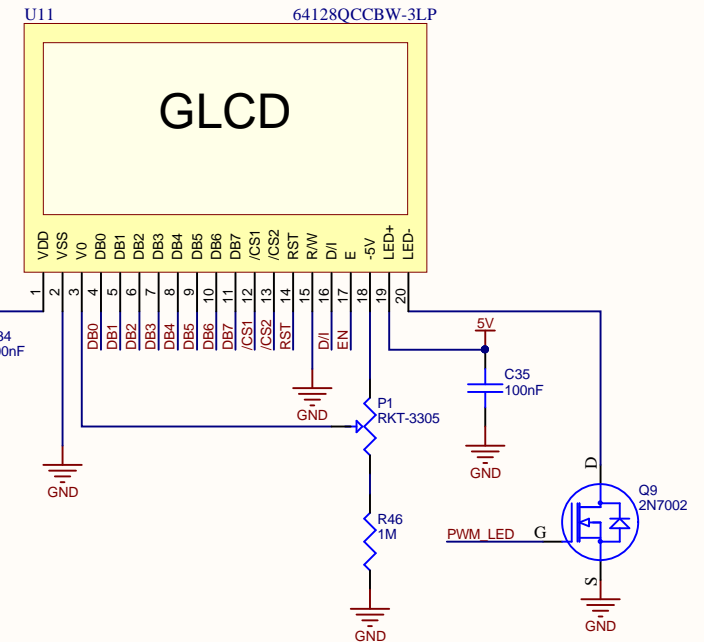 U11
64128QCCBW-3LP
GLCD
VDD
VSS
V0
DB0
DB1
DB2
DB3
DB4
DB5
DB6
DB7
/CS1
/CS2
RST
R/W
D/I
E
-5V
LED+
LED-
1
2
3
4
5
6
7
8
9
10
11
12
13
14
15
16
17
18
19
20
DB0
DB1
DB2
DB3
DB4
DB5
DB6
DB7
/CS1
/CS2
RST
D/I
EN
5V
C35
100nF
GND
P1
RKT-3305
GND
GND
D
Q9
2N7002
R46
1M
PWM_LED
G
S
GND
GND